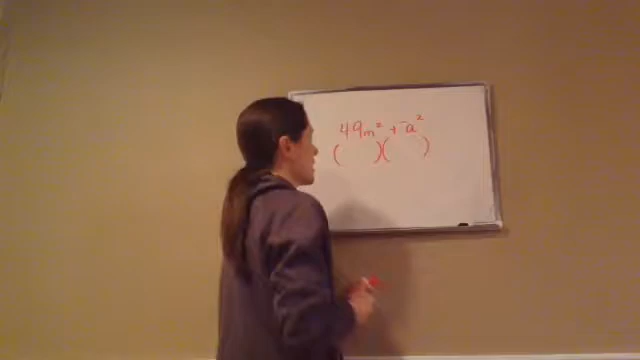 49m² + ⁻a²
(   )(   )